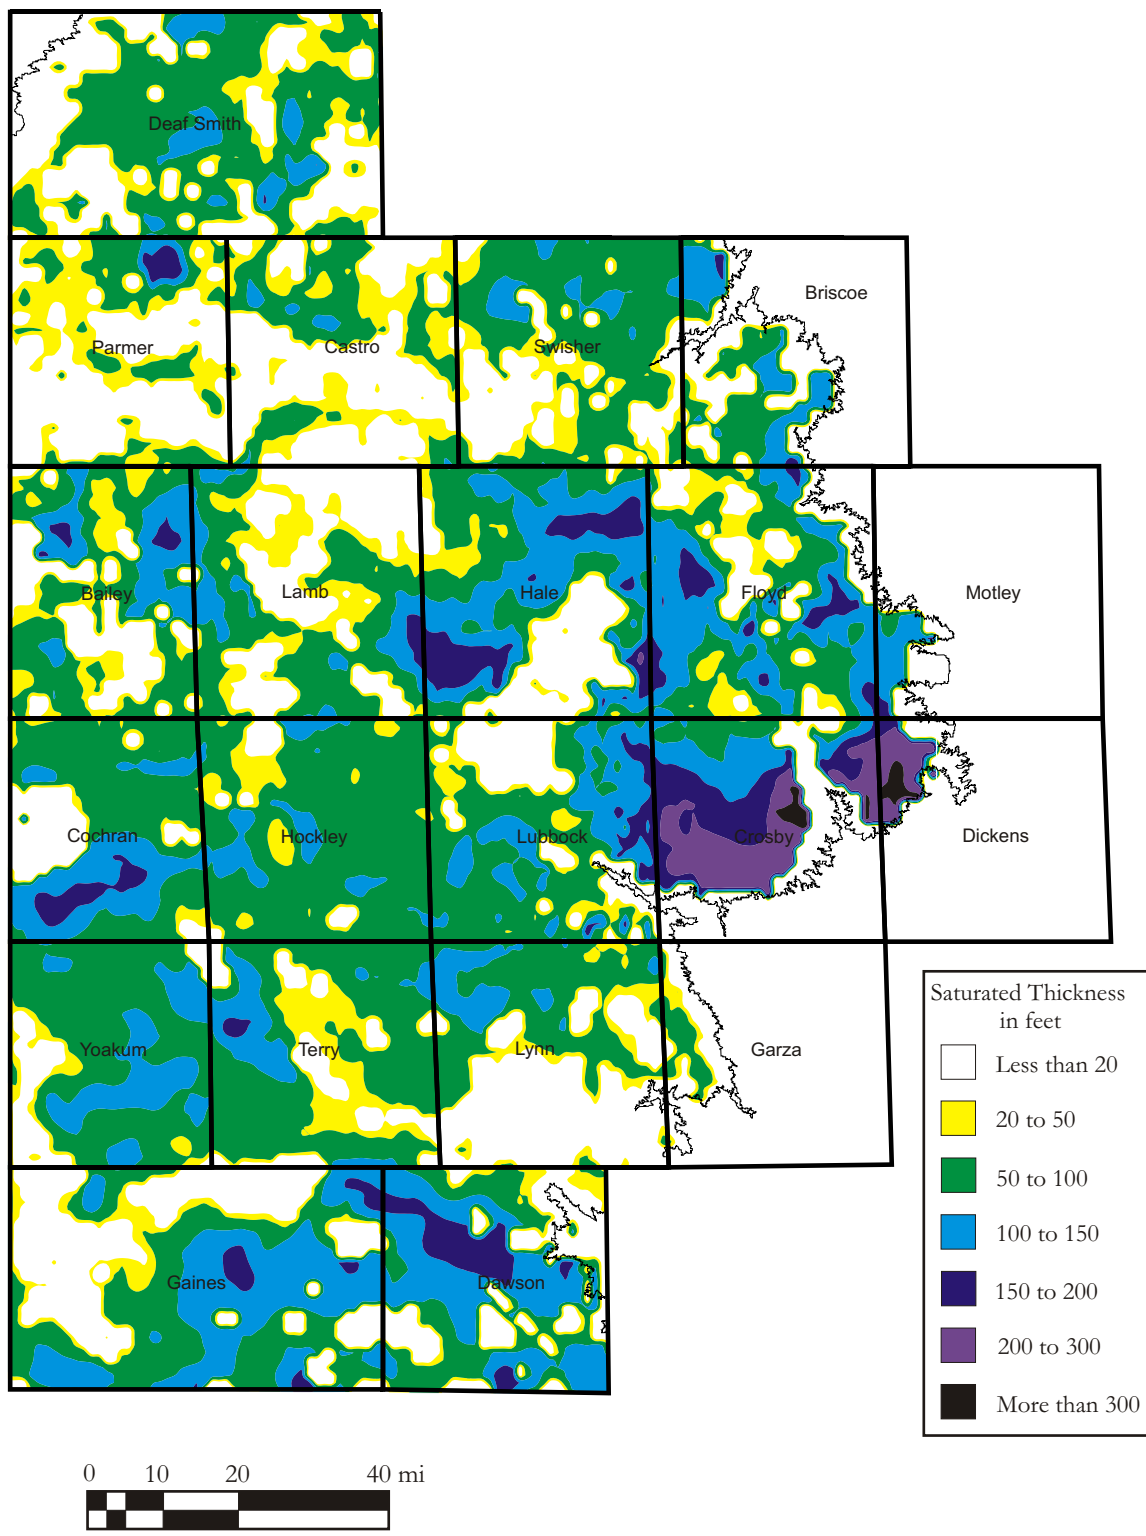 Deaf Smith
Briscoe
Parmer
Castro
Swisher
Bailey
Lamb
Hale
Floyd
Motley
Cochran
Hockley
Lubbock
Crosby
Dickens
Yoakum
Terry
Lynn
Garza
Gaines
Dawson
Saturated Thickness
in feet
Less than 20
20 to 50
50 to 100
100 to 150
150 to 200
200 to 300
More than 300
0 10 20 40 mi